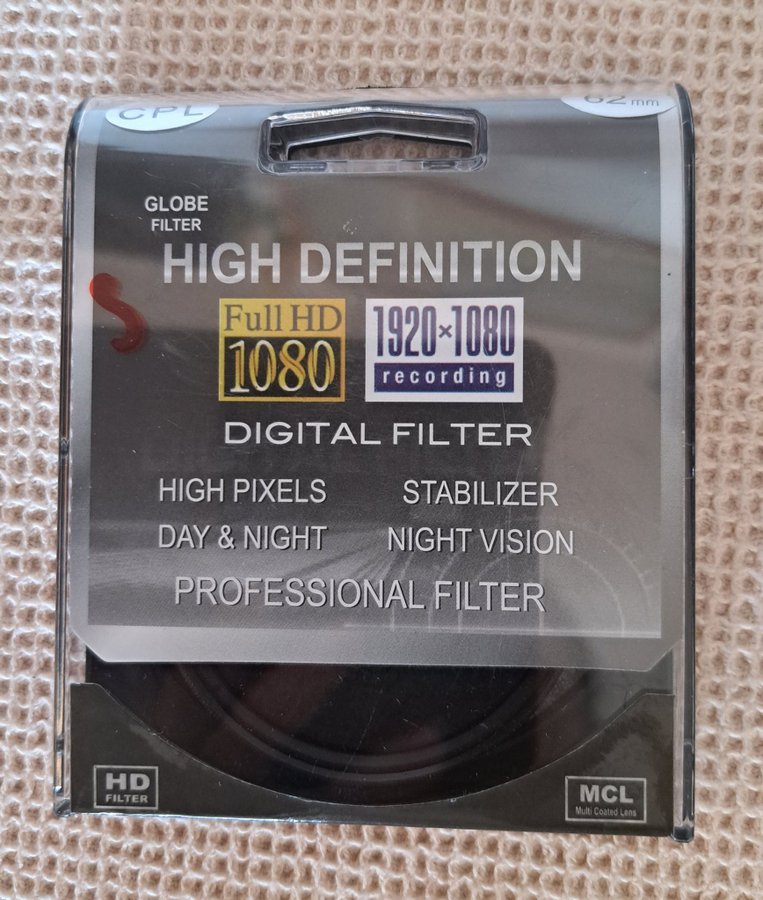 CPL
62mm
GLOBE
FILTER
HIGH DEFINITION
Full HD
1080
1920×1080
recording
DIGITAL FILTER
HIGH PIXELS
STABILIZER
DAY & NIGHT
NIGHT VISION
PROFESSIONAL FILTER
HD
FILTER
MCL
Multi Coated Lens